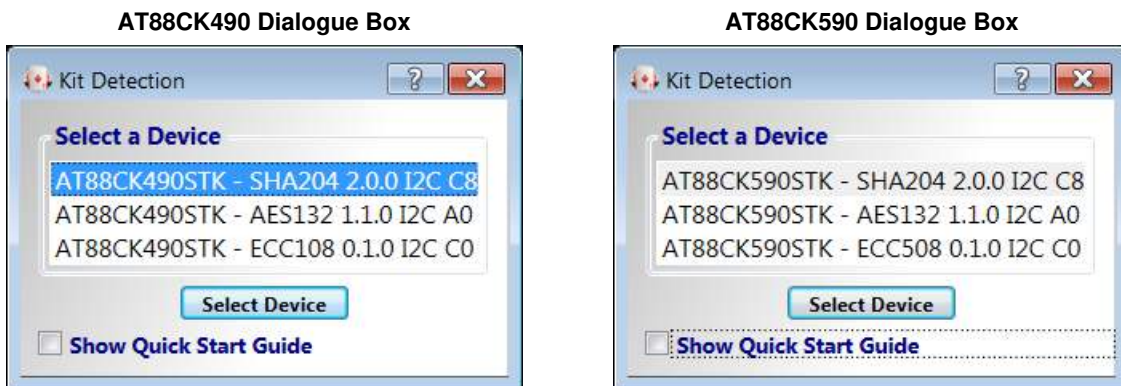 AT88CK490 Dialogue Box
Kit Detection
Select a Device
AT88CK490STK - SHA204 2.0.0 I2C C8
AT88CK490STK - AES132 1.1.0 I2C A0
AT88CK490STK - ECC108 0.1.0 I2C C0
Select Device
Show Quick Start Guide
AT88CK590 Dialogue Box
Kit Detection
Select a Device
AT88CK590STK - SHA204 2.0.0 I2C C8
AT88CK590STK - AES132 1.1.0 I2C A0
AT88CK590STK - ECC508 0.1.0 I2C C0
Select Device
Show Quick Start Guide